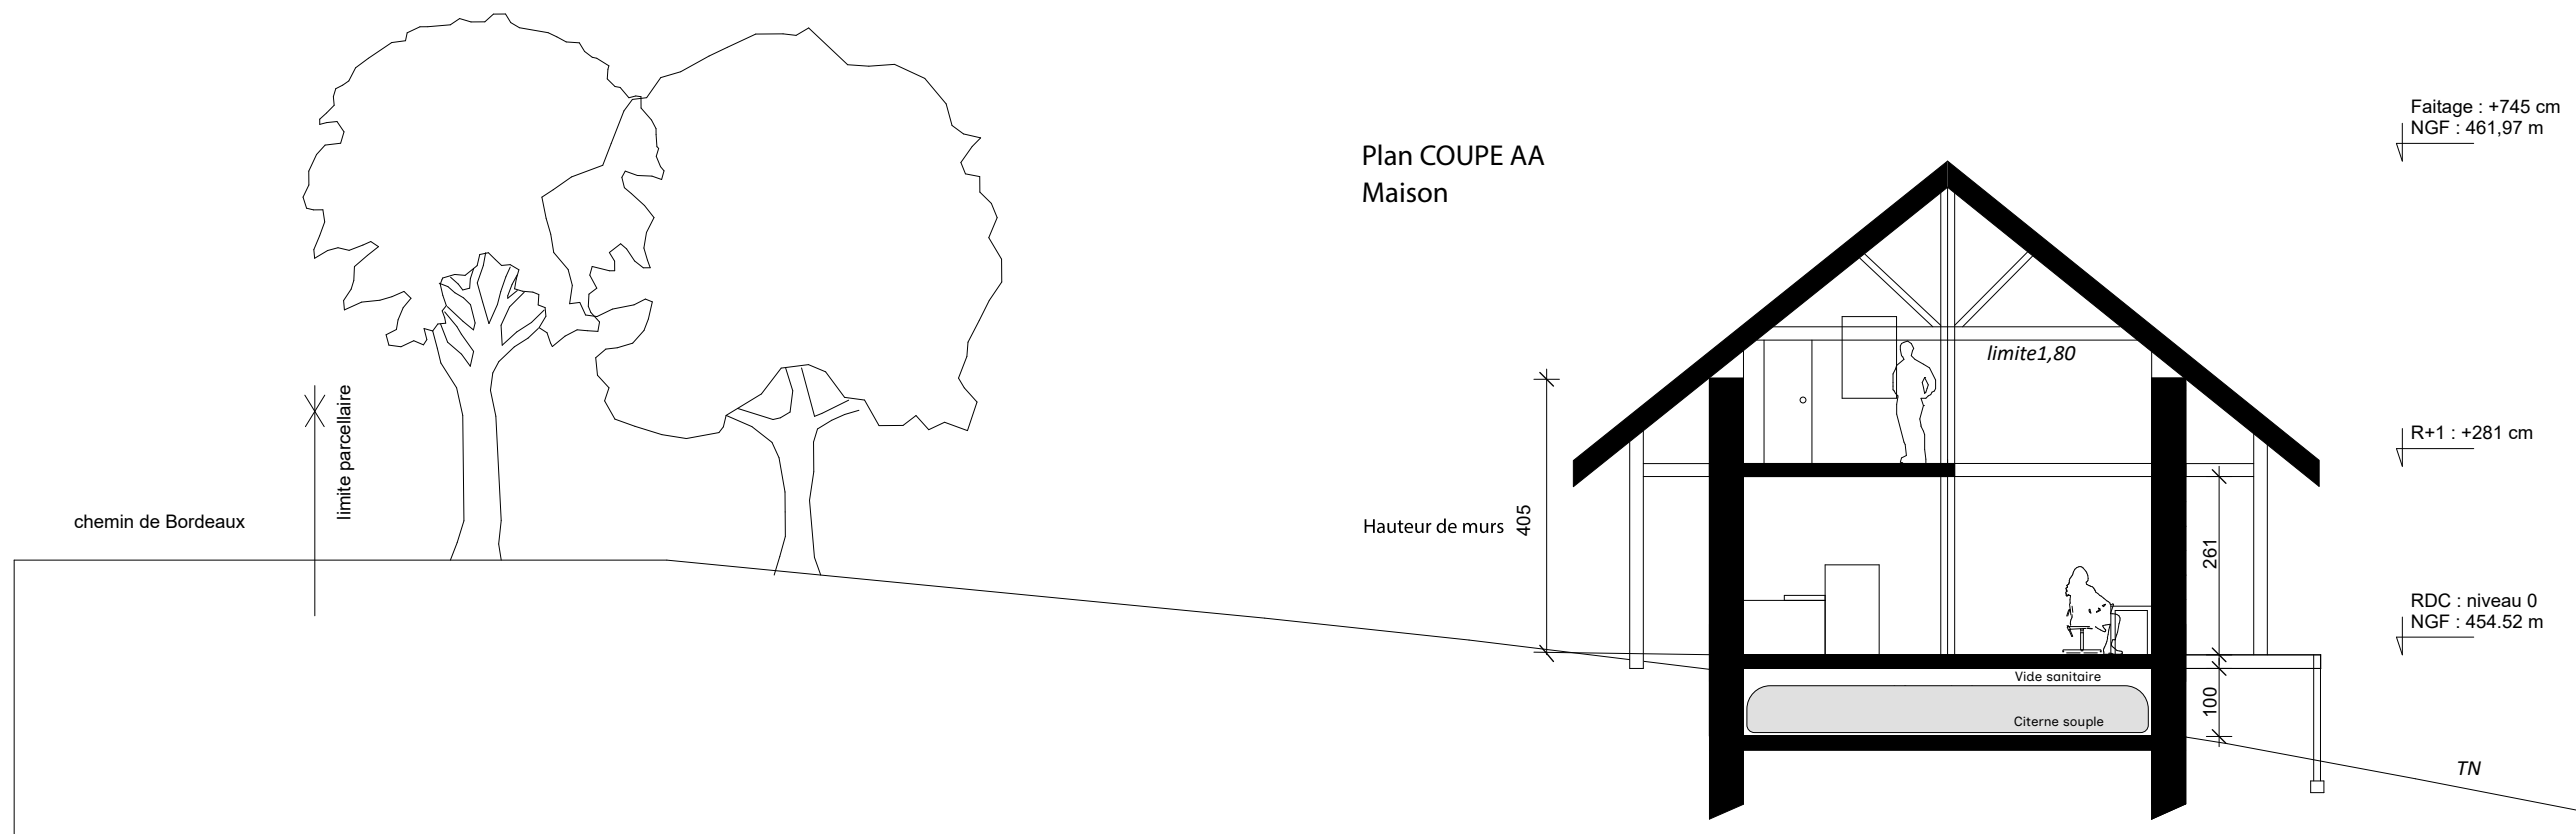 Faitage : +745 cm
NGF : 461,97 m
Plan COUPE AA
Maison
limite1,80
limite parcellaire
R+1 : +281 cm
chemin de Bordeaux
Hauteur de murs
405
261
RDC : niveau 0
NGF : 454.52 m
Vide sanitaire
100
Citerne souple
TN